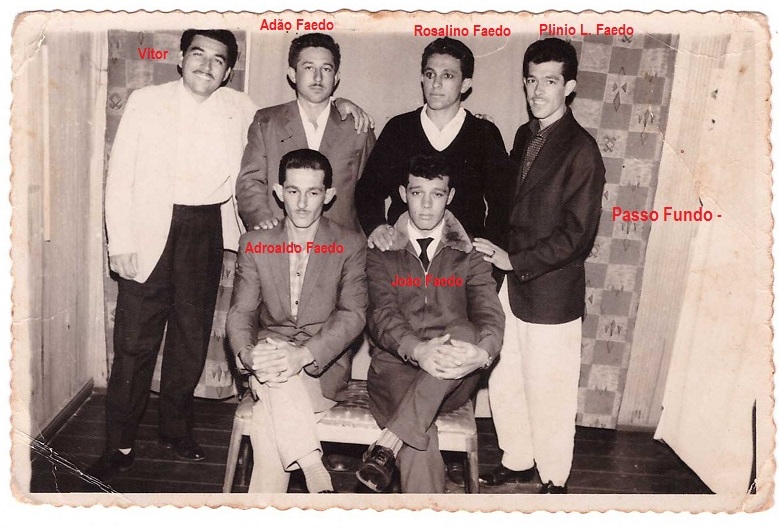 Adão Faedo
Rosalino Faedo
Plinio L. Faedo
Vitor
Passo Fundo -
Adroaldo Faedo
João Faedo